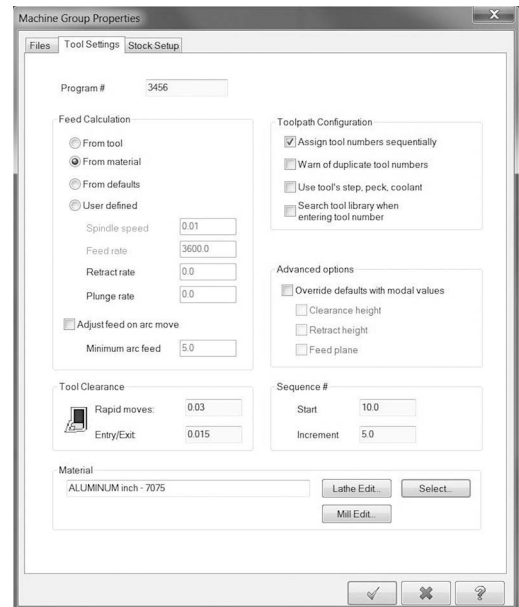 Machine Group Properties
Files Tool Settings Stock Setup
Program # 3456
Feed Calculation
From tool
From material
From defaults
User defined
Spindle speed 0.01
Feed rate 3600.0
Retract rate 0.0
Plunge rate 0.0
Adjust feed on arc move
Minimum arc feed 5.0
Toolpath Configuration
Assign tool numbers sequentially
Warn of duplicate tool numbers
Use tool's step, peck, coolant
Search tool library when
entering tool number
Advanced options
Override defaults with modal values
Clearance height
Retract height
Feed plane
Tool Clearance
Rapid moves: 0.03
Entry/Exit: 0.015
Sequence #
Start 10.0
Increment 5.0
Material
ALUMINUM inch - 7075 Lathe Edit... Select...
Mill Edit...